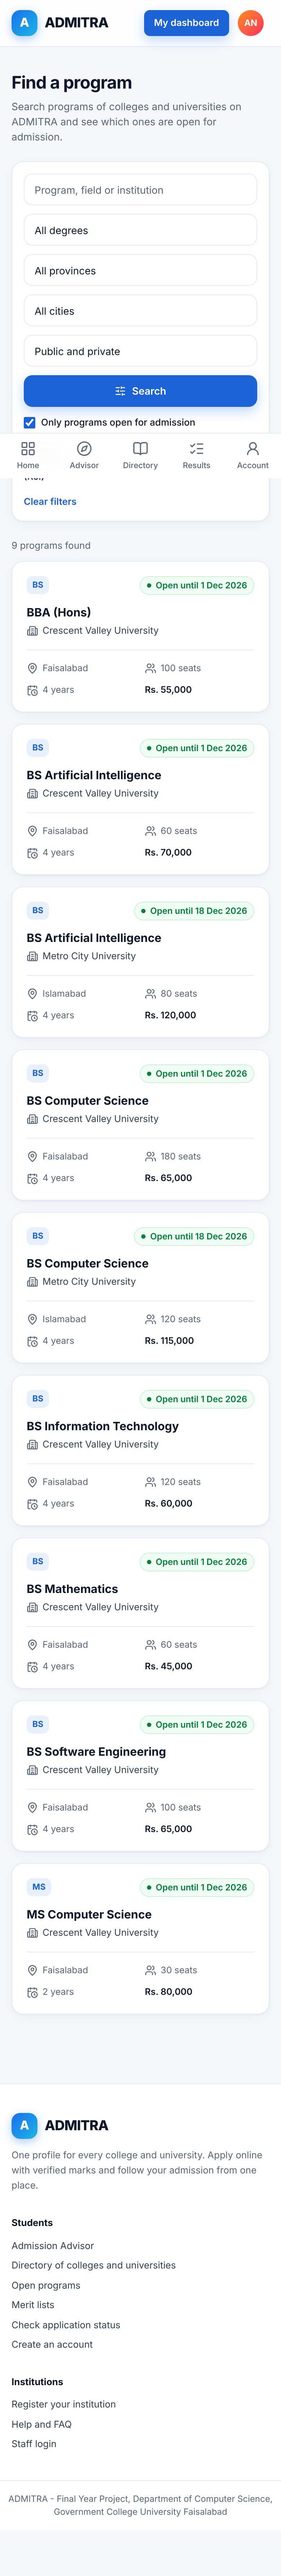 A ADMITRA My dashboard AN
Find a program
Search programs of colleges and universities on
ADMITRA and see which ones are open for
admission.
Program, field or institution
All degrees
All provinces
All cities
Public and private
Search
Only programs open for admission
Home Advisor Directory Results Account
Clear filters
9 programs found
BS Open until 1 Dec 2026
BBA (Hons)
Crescent Valley University
Faisalabad 100 seats
4 years Rs. 55,000
BS Open until 1 Dec 2026
BS Artificial Intelligence
Crescent Valley University
Faisalabad 60 seats
4 years Rs. 70,000
BS Open until 18 Dec 2026
BS Artificial Intelligence
Metro City University
Islamabad 80 seats
4 years Rs. 120,000
BS Open until 1 Dec 2026
BS Computer Science
Crescent Valley University
Faisalabad 180 seats
4 years Rs. 65,000
BS Open until 18 Dec 2026
BS Computer Science
Metro City University
Islamabad 120 seats
4 years Rs. 115,000
BS Open until 1 Dec 2026
BS Information Technology
Crescent Valley University
Faisalabad 120 seats
4 years Rs. 60,000
BS Open until 1 Dec 2026
BS Mathematics
Crescent Valley University
Faisalabad 60 seats
4 years Rs. 45,000
BS Open until 1 Dec 2026
BS Software Engineering
Crescent Valley University
Faisalabad 100 seats
4 years Rs. 65,000
MS Open until 1 Dec 2026
MS Computer Science
Crescent Valley University
Faisalabad 30 seats
2 years Rs. 80,000
A ADMITRA
One profile for every college and university. Apply online
with verified marks and follow your admission from one
place.
Students
Admission Advisor
Directory of colleges and universities
Open programs
Merit lists
Check application status
Create an account
Institutions
Register your institution
Help and FAQ
Staff login
ADMITRA - Final Year Project, Department of Computer Science,
Government College University Faisalabad